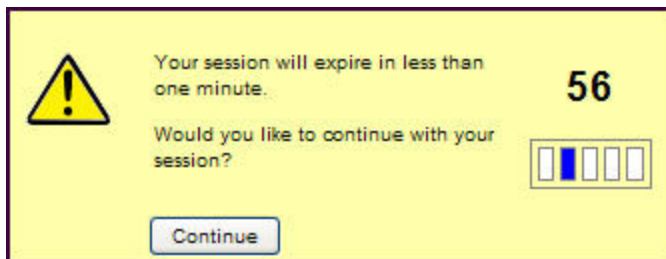 Your session will expire in less than
one minute.
56
Would you like to continue with your
session?
Continue